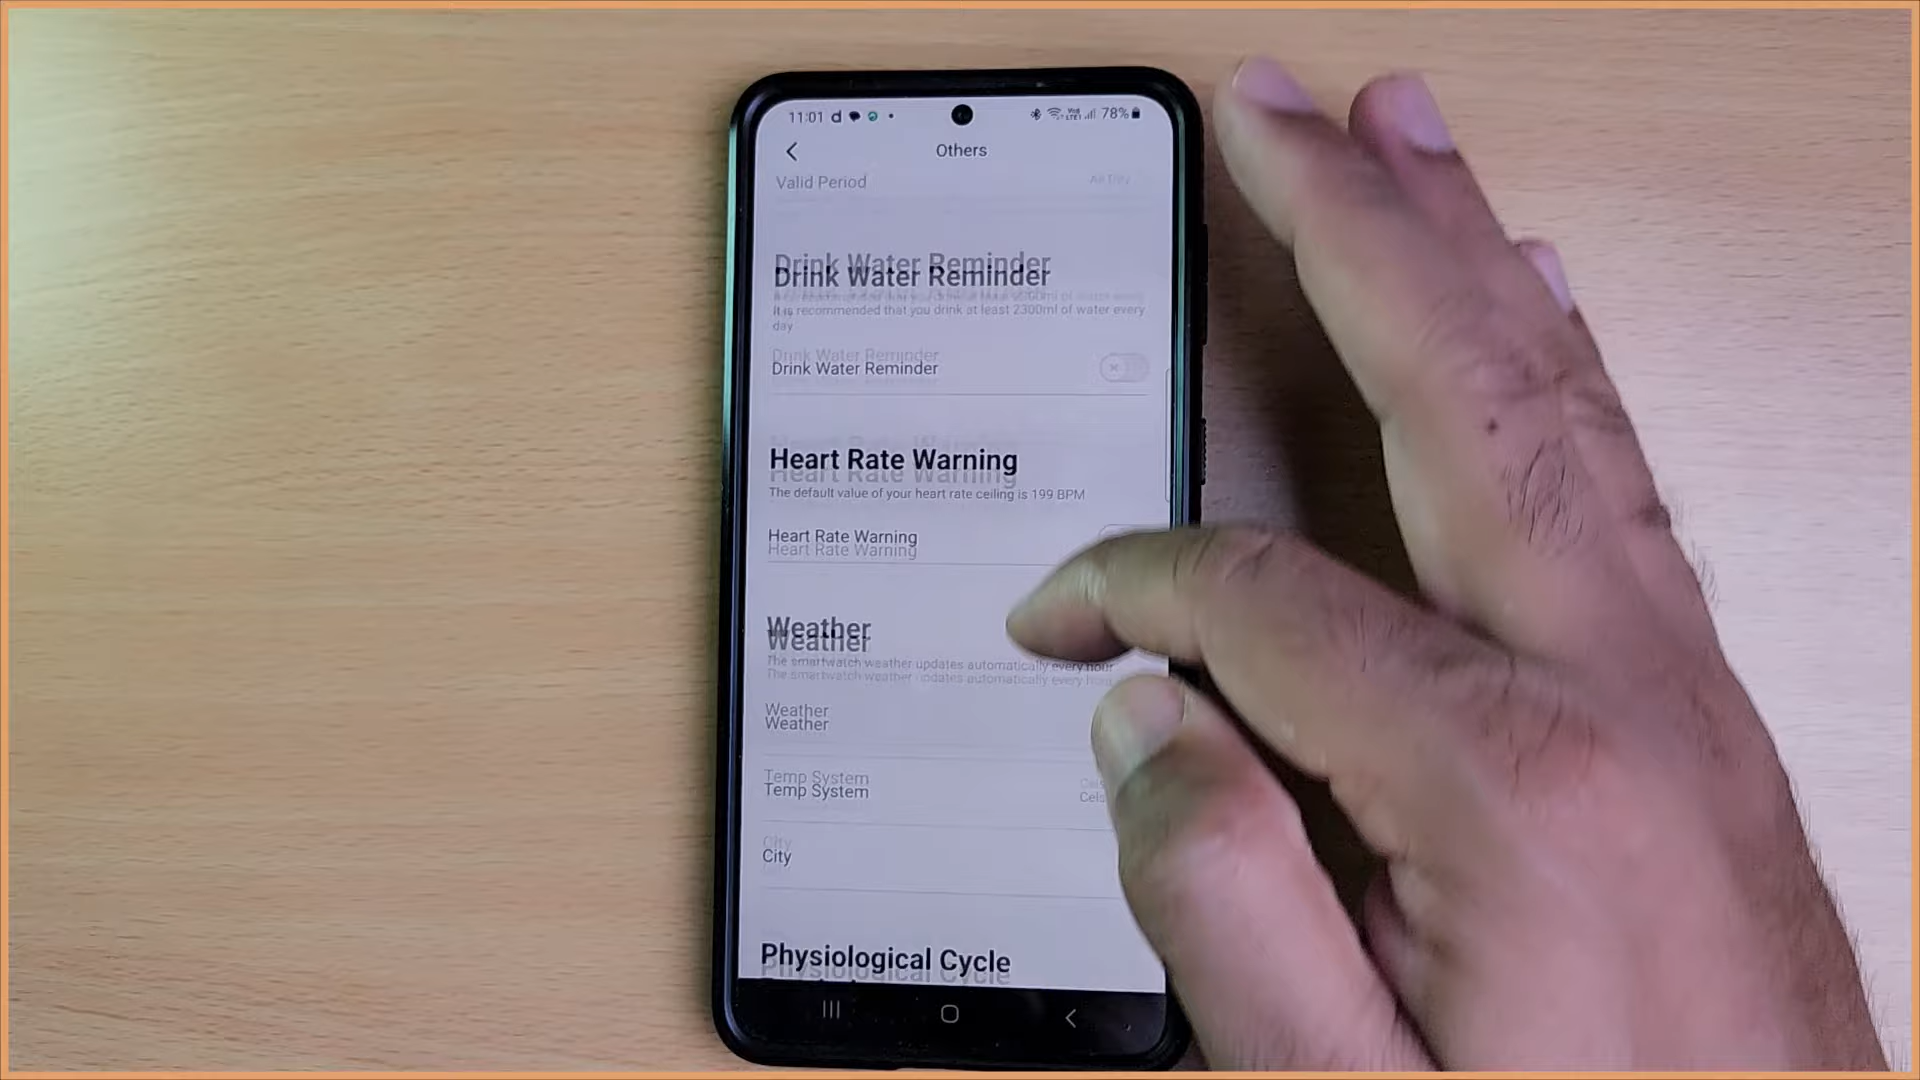 11:01 78%
Others
Valid Period
Drink Water Reminder
It is recommended that you drink at least 2300ml of water every
day
Drink Water Reminder
Heart Rate Warning
The default value of your heart rate ceiling is 199 BPM
Heart Rate Warning
Weather
The smartwatch weather updates automatically every hour
Weather
Temp System
City
Physiological Cycle